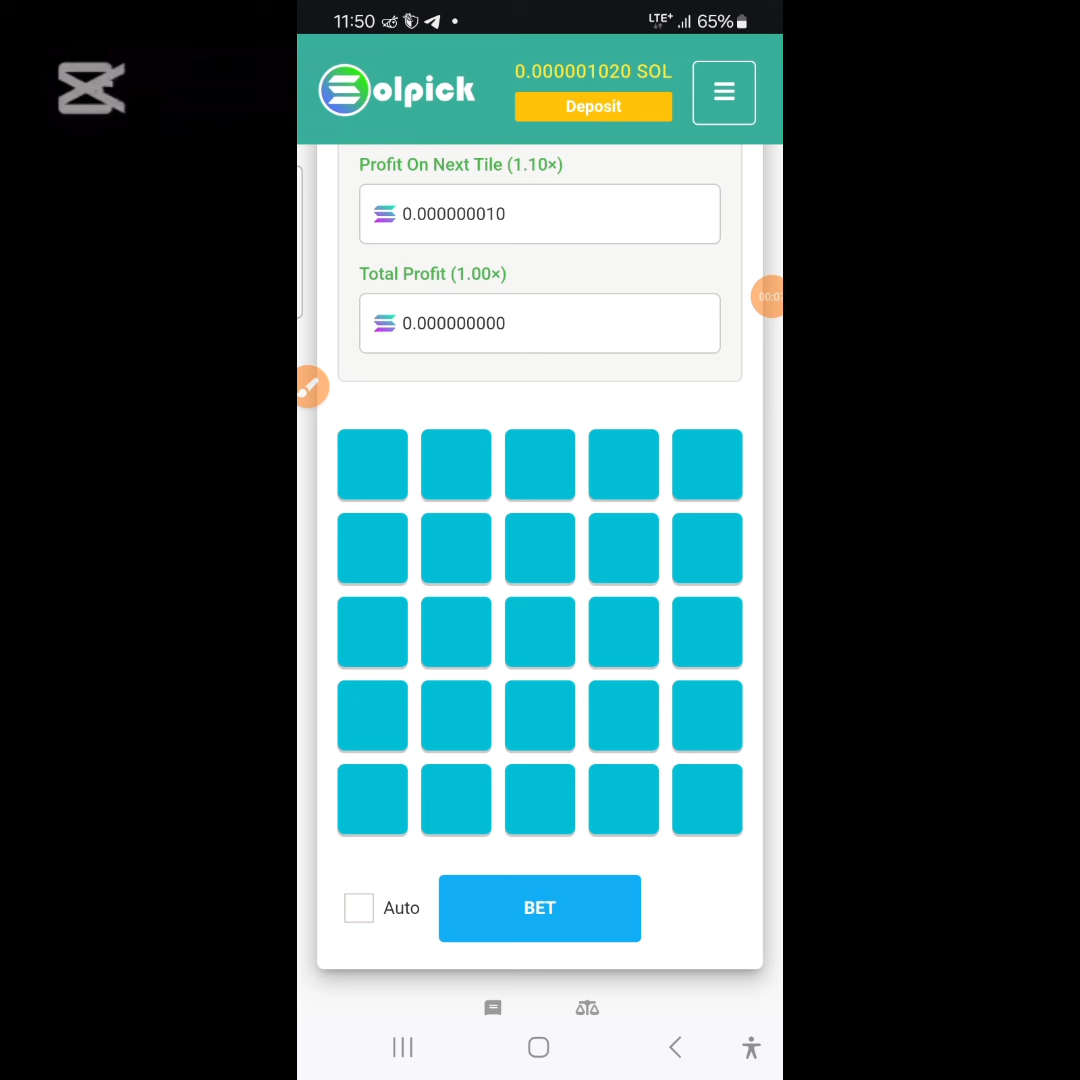 11:50
LTE+
65%
olpick
0.000001020 SOL
Deposit
Profit On Next Tile (1.10×)
0.000000010
Total Profit (1.00×)
0.000000000
Auto
BET